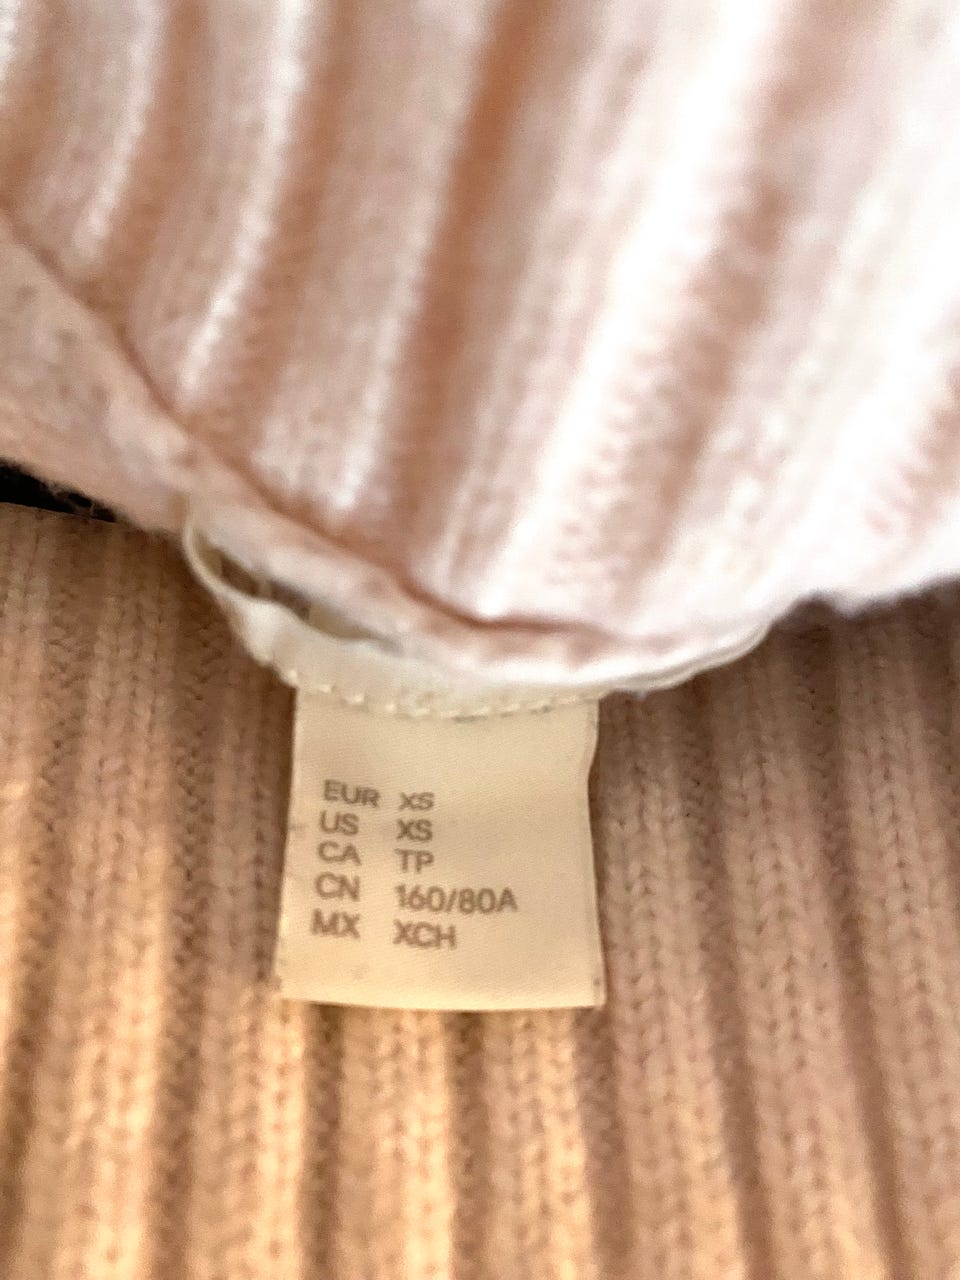 EUR XS
US XS
CA TP
CN 160/80A
MX XCH